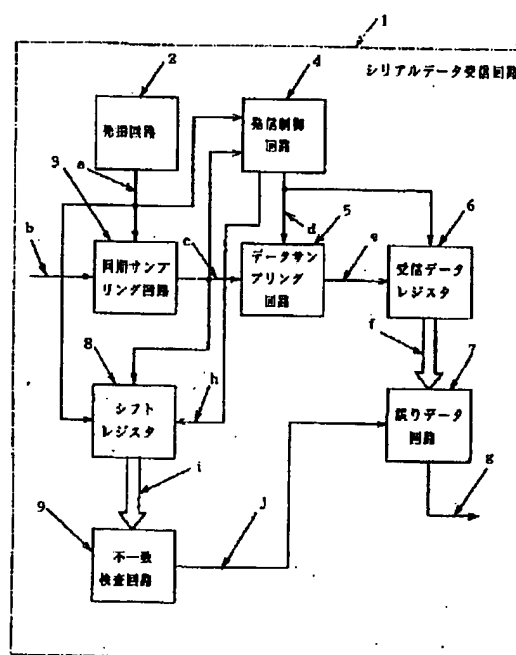 1
シリアルデータ受信回路
2
4
発振回路
発信制御
回路
3
a
b
c
d
5
6
同期サンプ
リング回路
データサン
プリング
回路
e
受信データ
レジスタ
f
7
8
h
シフト
レジスタ
誤りデータ
回路
i
g
9
j
不一致
検査回路